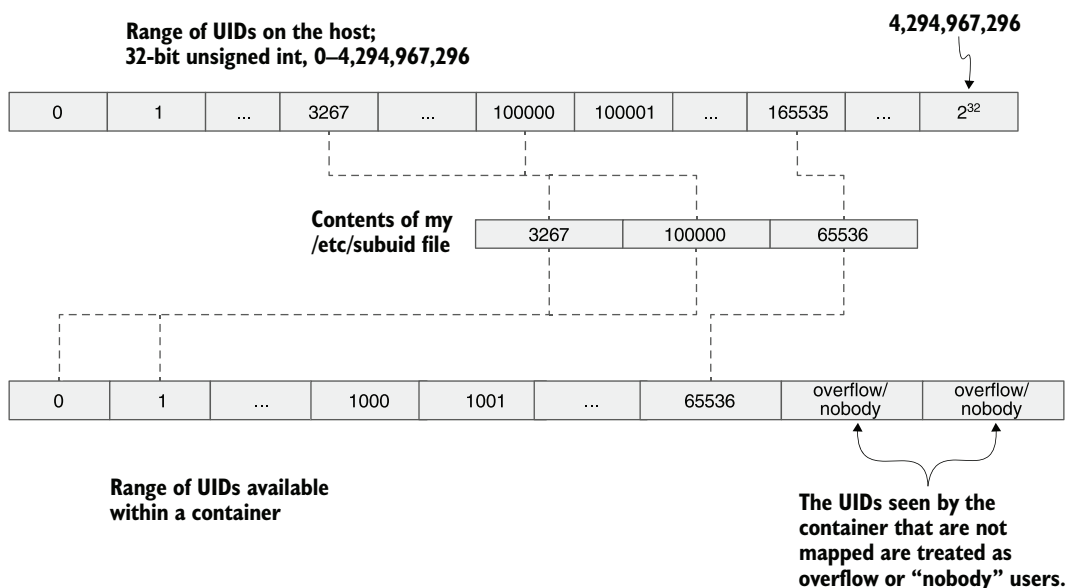 Range of UIDs on the host;
32-bit unsigned int, 0–4,294,967,296
4,294,967,296
0 1 ... 3267 ... 100000 100001 ... 165535 ... 2³²
Contents of my
/etc/subuid file
3267 100000 65536
0 1 ... 1000 1001 ... 65536 overflow/nobody overflow/nobody
Range of UIDs available
within a container
The UIDs seen by the
container that are not
mapped are treated as
overflow or “nobody” users.